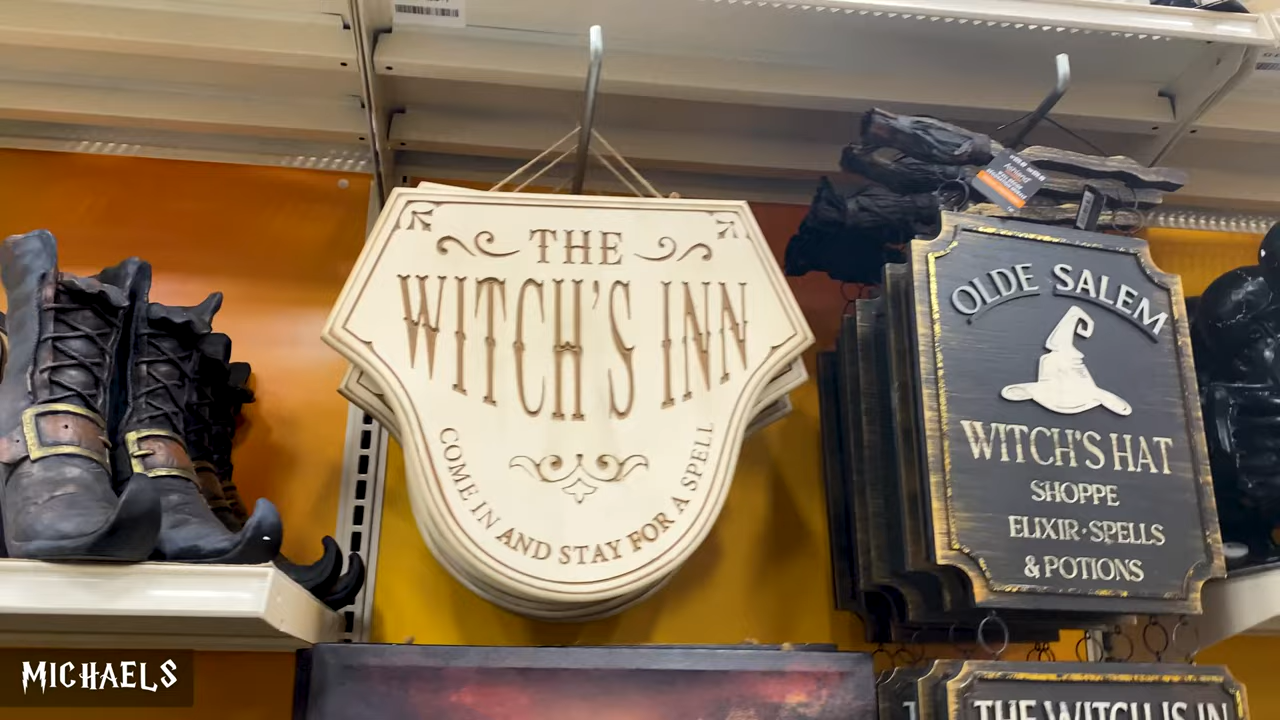 THE
WITCH'S INN
COME IN AND STAY FOR A SPELL
OLDE SALEM
WITCH'S HAT
SHOPPE
ELIXIR·SPELLS
& POTIONS
THE WITCH IS IN
MICHAELS